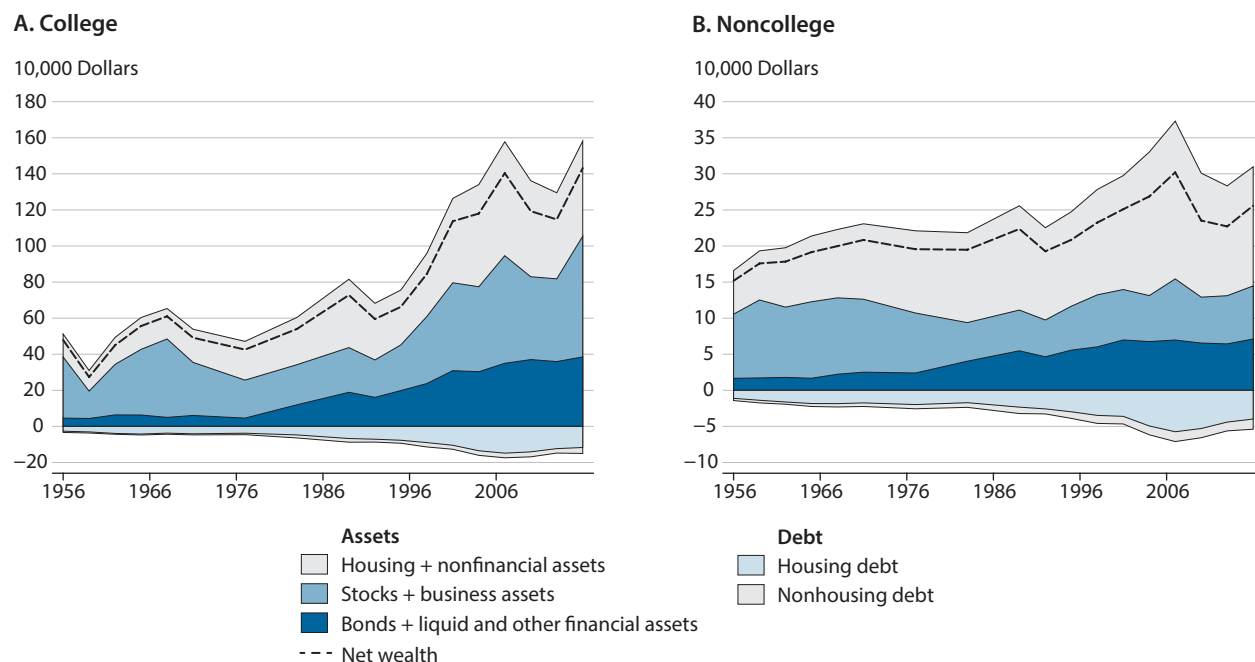 A. College
10,000 Dollars
180
160
140
120
100
80
60
40
20
0
−20
1956 1966 1976 1986 1996 2006
B. Noncollege
10,000 Dollars
40
35
30
25
20
15
10
5
0
−5
−10
1956 1966 1976 1986 1996 2006
Assets
Housing + nonfinancial assets
Stocks + business assets
Bonds + liquid and other financial assets
Net wealth
Debt
Housing debt
Nonhousing debt